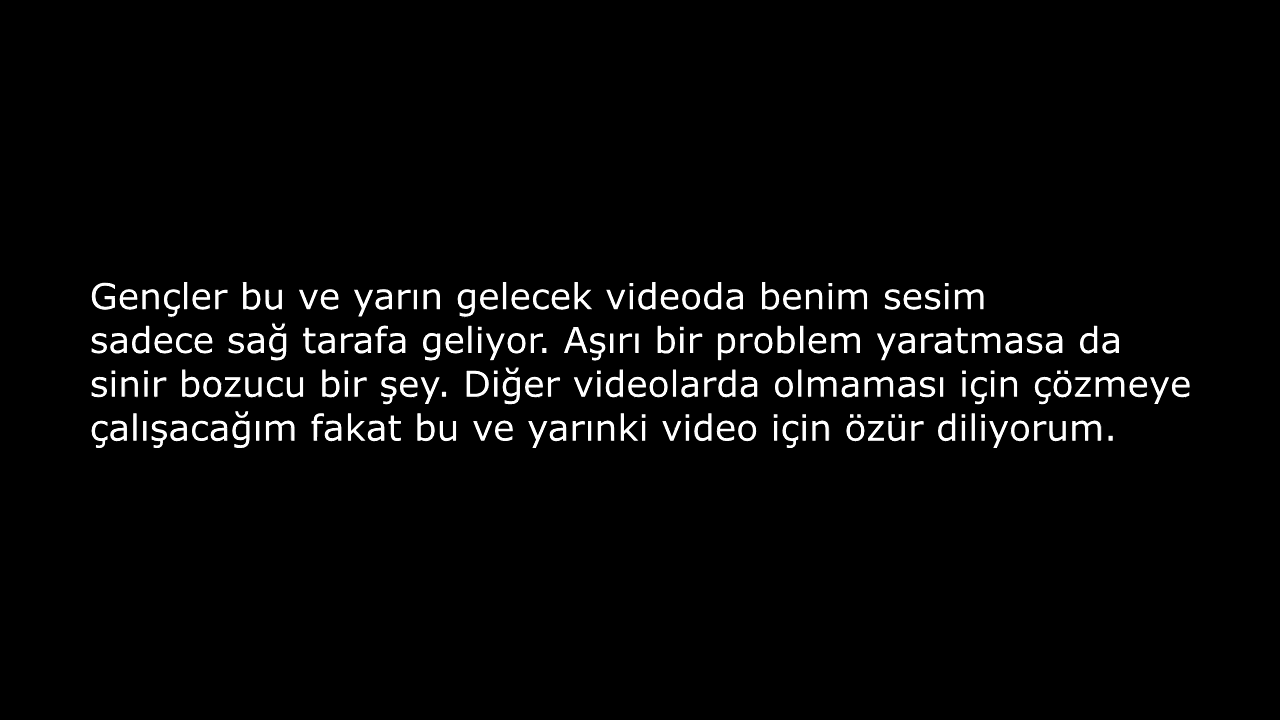 Gençler bu ve yarın gelecek videoda benim sesim
sadece sağ tarafa geliyor. Aşırı bir problem yaratmasa da
sinir bozucu bir şey. Diğer videolarda olmaması için çözmeye
çalışacağım fakat bu ve yarınki video için özür diliyorum.